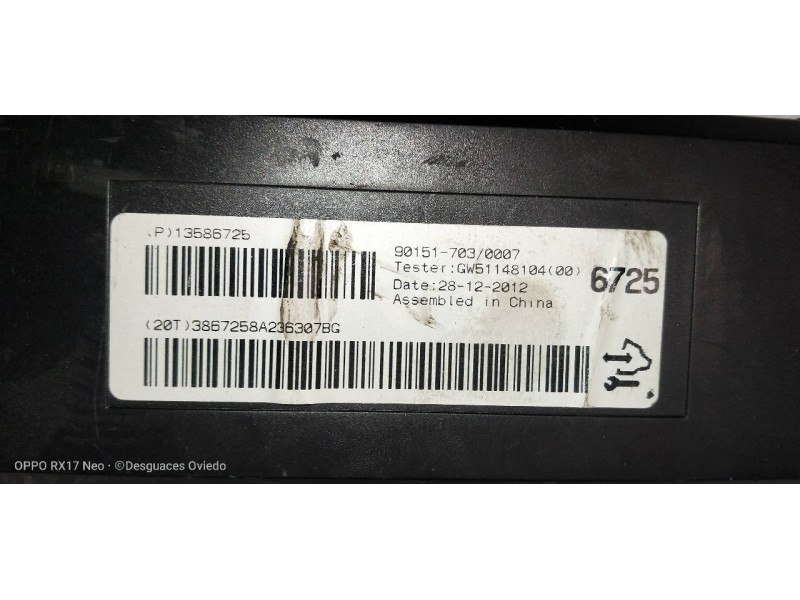 (P)13586725
90151-703/0007
Tester:GW51148104(00)
6725
Date:28-12-2012
Assembled in China
(20T)3867258A236307BG
OPPO RX17 Neo · ©Desguaces Oviedo